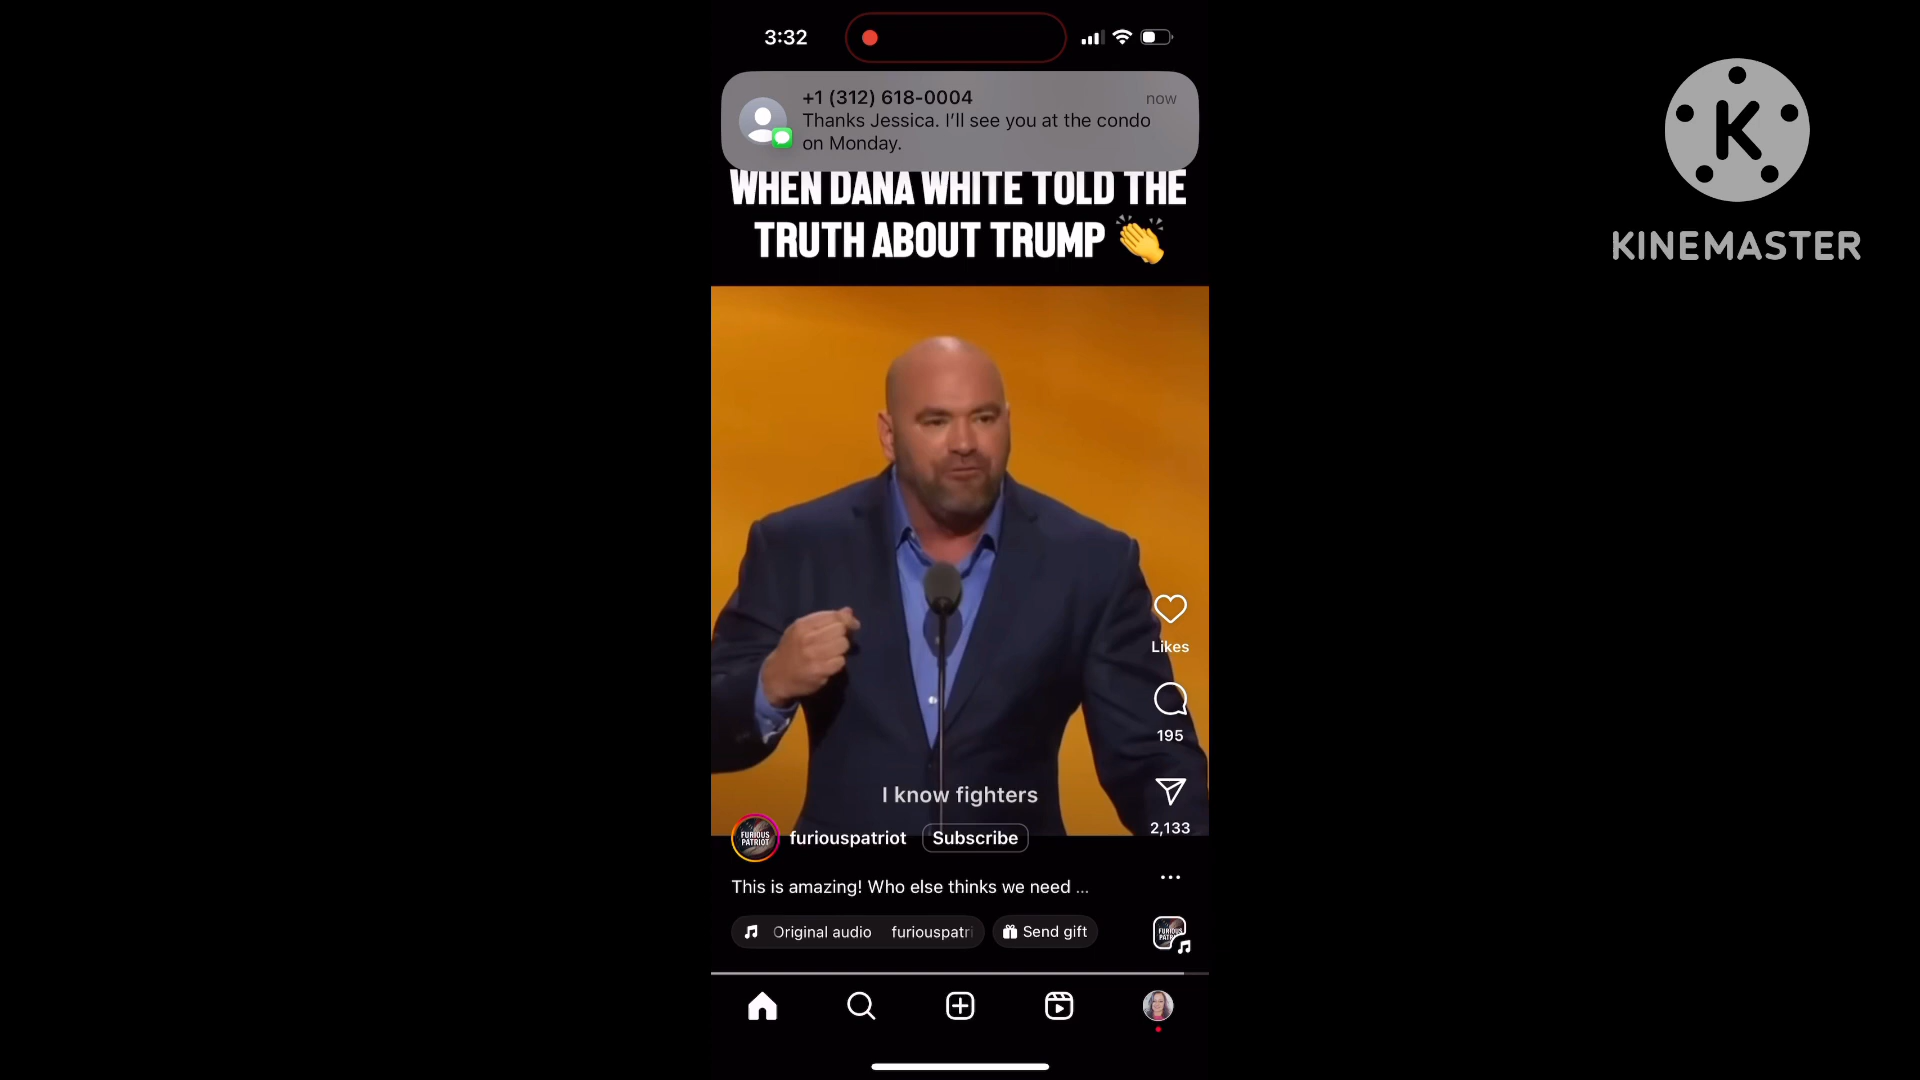 3:32
+1 (312) 618-0004
now
Thanks Jessica. I'll see you at the condo
on Monday.
WHEN DANA WHITE TOLD THE
TRUTH ABOUT TRUMP 👏
K
KINEMASTER
Likes
195
I know fighters
2,133
FURIOUS
PATRIOT
furiouspatriot
Subscribe
This is amazing! Who else thinks we need ...
Original audio furiouspatri
Send gift
FURIOUS